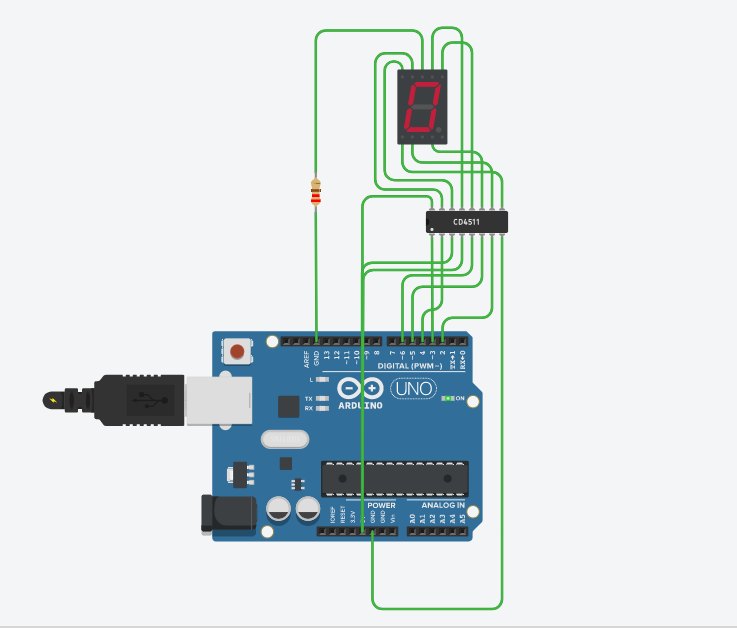 CD4511
AREF
GND
13
12
~11
~10
~9
8
7
~6
~5
4
~3
2
TX→1
RX←0
DIGITAL (PWM~)
L
TX
RX
ARDUINO
UNO
ON
POWER
ANALOG IN
IOREF
RESET
3.3V
GND
GND
Vin
A0
A1
A2
A3
A4
A5